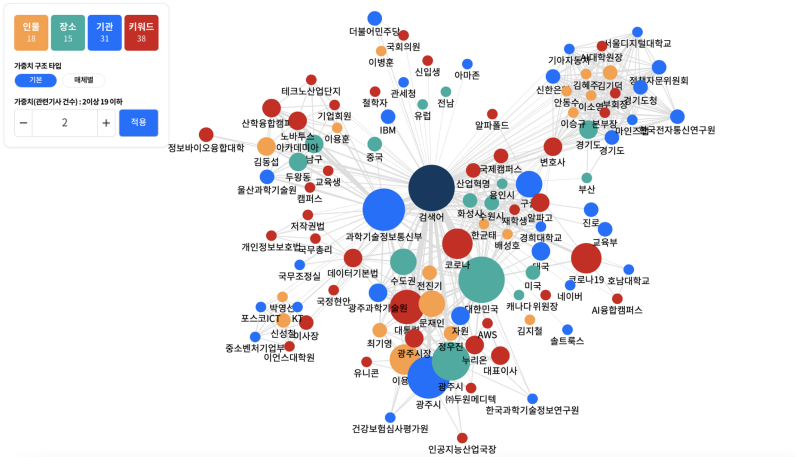 인물
18
장소
15
기관
31
키워드
38
가중치 구조 타입
기본
매체별
가중치(관련기사 건수) : 2이상 19 이하
−
2
+
적용
더불어민주당
국회의원
이병훈
신입생
아마존
관세청
테크노산업단지
철학자
전남
유럽
기업회원
산학융합캠퍼
IBM
알파폴드
노바투스
이용훈
정보바이오융합대학
아카데미아
김동섭
남구
중국
두왕동
교육생
울산과학기술원
캠퍼스
서울디지털대학교
기아자동차
AI대학원장
신한은
김혜주
김기덕
정책자문위원회
안동수
이소영
부회장
경기도청
이승규
본부장
마인즈랩
한국전자통신연구원
경기도
경기도
변호사
국제캠퍼스
산업혁명
용인시
부산
검색어
화성시
수원시
구글
재학생
알파고
진로
과학기술정보통신부
한균태
배성호
경희대학교
교육부
저작권법
개인정보보호법
국무총리
국무조정실
데이터기본법
코로나
수도권
전진기
태국
미국
코로나19
호남대학교
네이버
대한민국
캐나다
위원장
AI융합캠퍼스
국정현안
광주과학기술원
박영선
포스코ICT
KT
신성철
이사장
중소벤처기업부
이언스대학원
대통령
문재인
자원
AWS
김지철
솔트룩스
최기영
광주시장
정우진
누리온
대표이사
유니콘
이용
광주시
광주시
㈜두원메디텍
한국과학기술정보연구원
건강보험심사평가원
인공지능산업국장